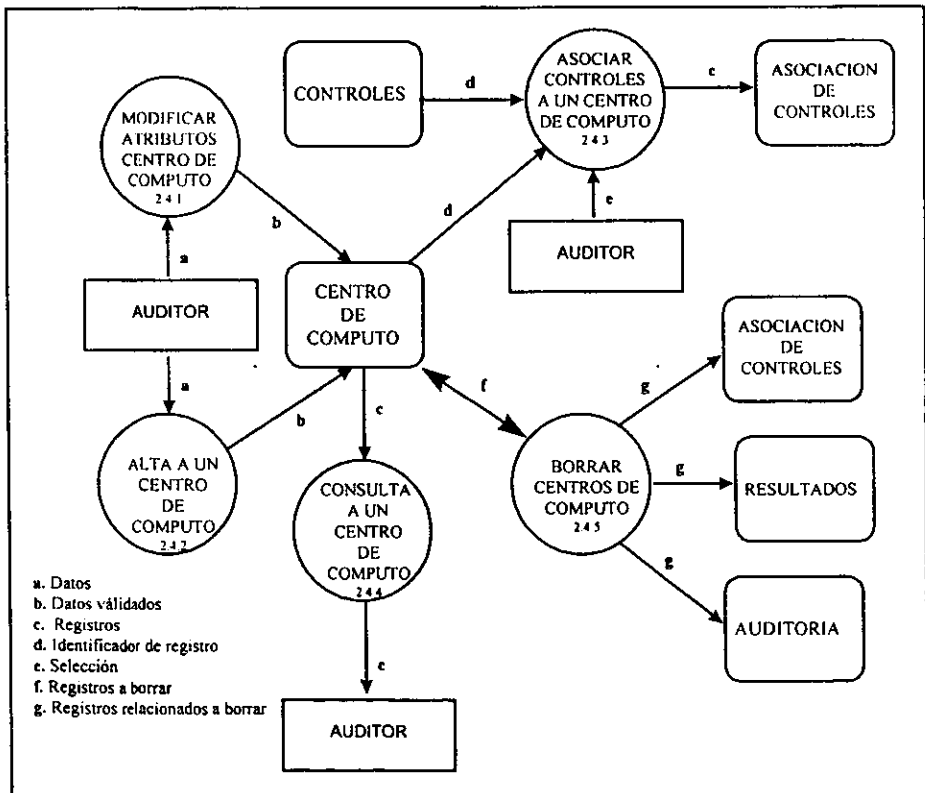 CONTROLES
d
ASOCIAR
CONTROLES
A UN CENTRO
DE COMPUTO
2 4 3
c
ASOCIACION
DE
CONTROLES
MODIFICAR
ATRIBUTOS
CENTRO DE
COMPUTO
2 4 1
b
d
e
a
AUDITOR
AUDITOR
CENTRO
DE
COMPUTO
a
b
c
f
g
ASOCIACION
DE
CONTROLES
ALTA A UN
CENTRO
DE
COMPUTO
2 4 2
CONSULTA
A UN
CENTRO
DE
COMPUTO
2 4 4
BORRAR
CENTROS DE
COMPUTO
2 4 5
g
RESULTADOS
g
AUDITORIA
a. Datos
b. Datos válidados
c. Registros
d. Identificador de registro
e. Selección
f. Registros a borrar
g. Registros relacionados a borrar
c
AUDITOR